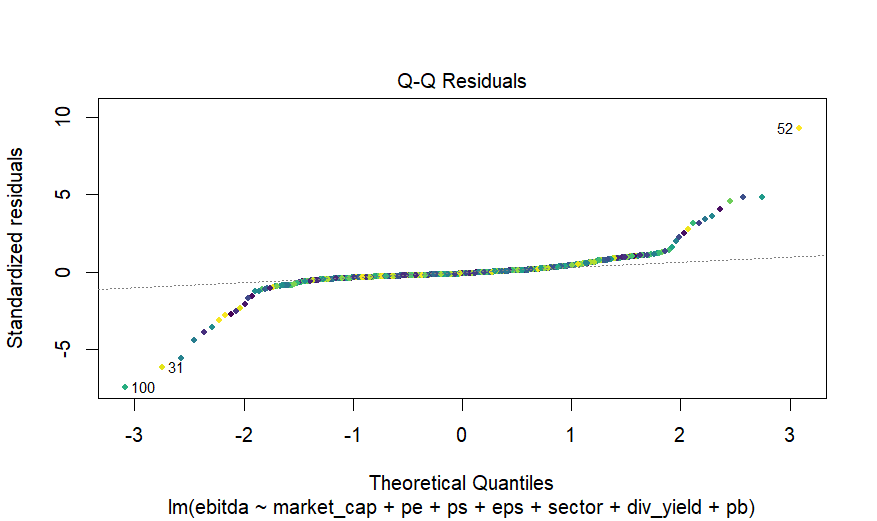 Q-Q Residuals
Standardized residuals
10
5
0
-5
52
31
100
-3 -2 -1 0 1 2 3
Theoretical Quantiles
lm(ebitda ~ market_cap + pe + ps + eps + sector + div_yield + pb)